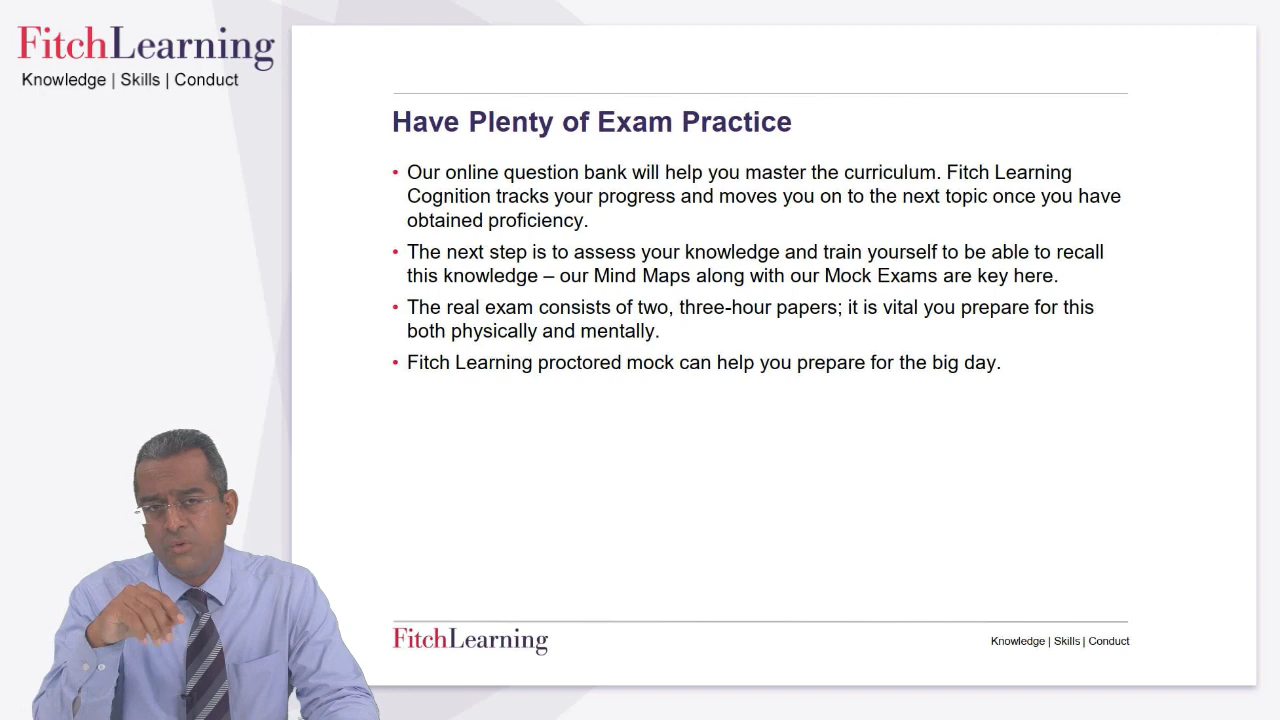 FitchLearning
Knowledge | Skills | Conduct
Have Plenty of Exam Practice
• Our online question bank will help you master the curriculum. Fitch Learning
Cognition tracks your progress and moves you on to the next topic once you have
obtained proficiency.
• The next step is to assess your knowledge and train yourself to be able to recall
this knowledge – our Mind Maps along with our Mock Exams are key here.
• The real exam consists of two, three-hour papers; it is vital you prepare for this
both physically and mentally.
• Fitch Learning proctored mock can help you prepare for the big day.
FitchLearning
Knowledge | Skills | Conduct